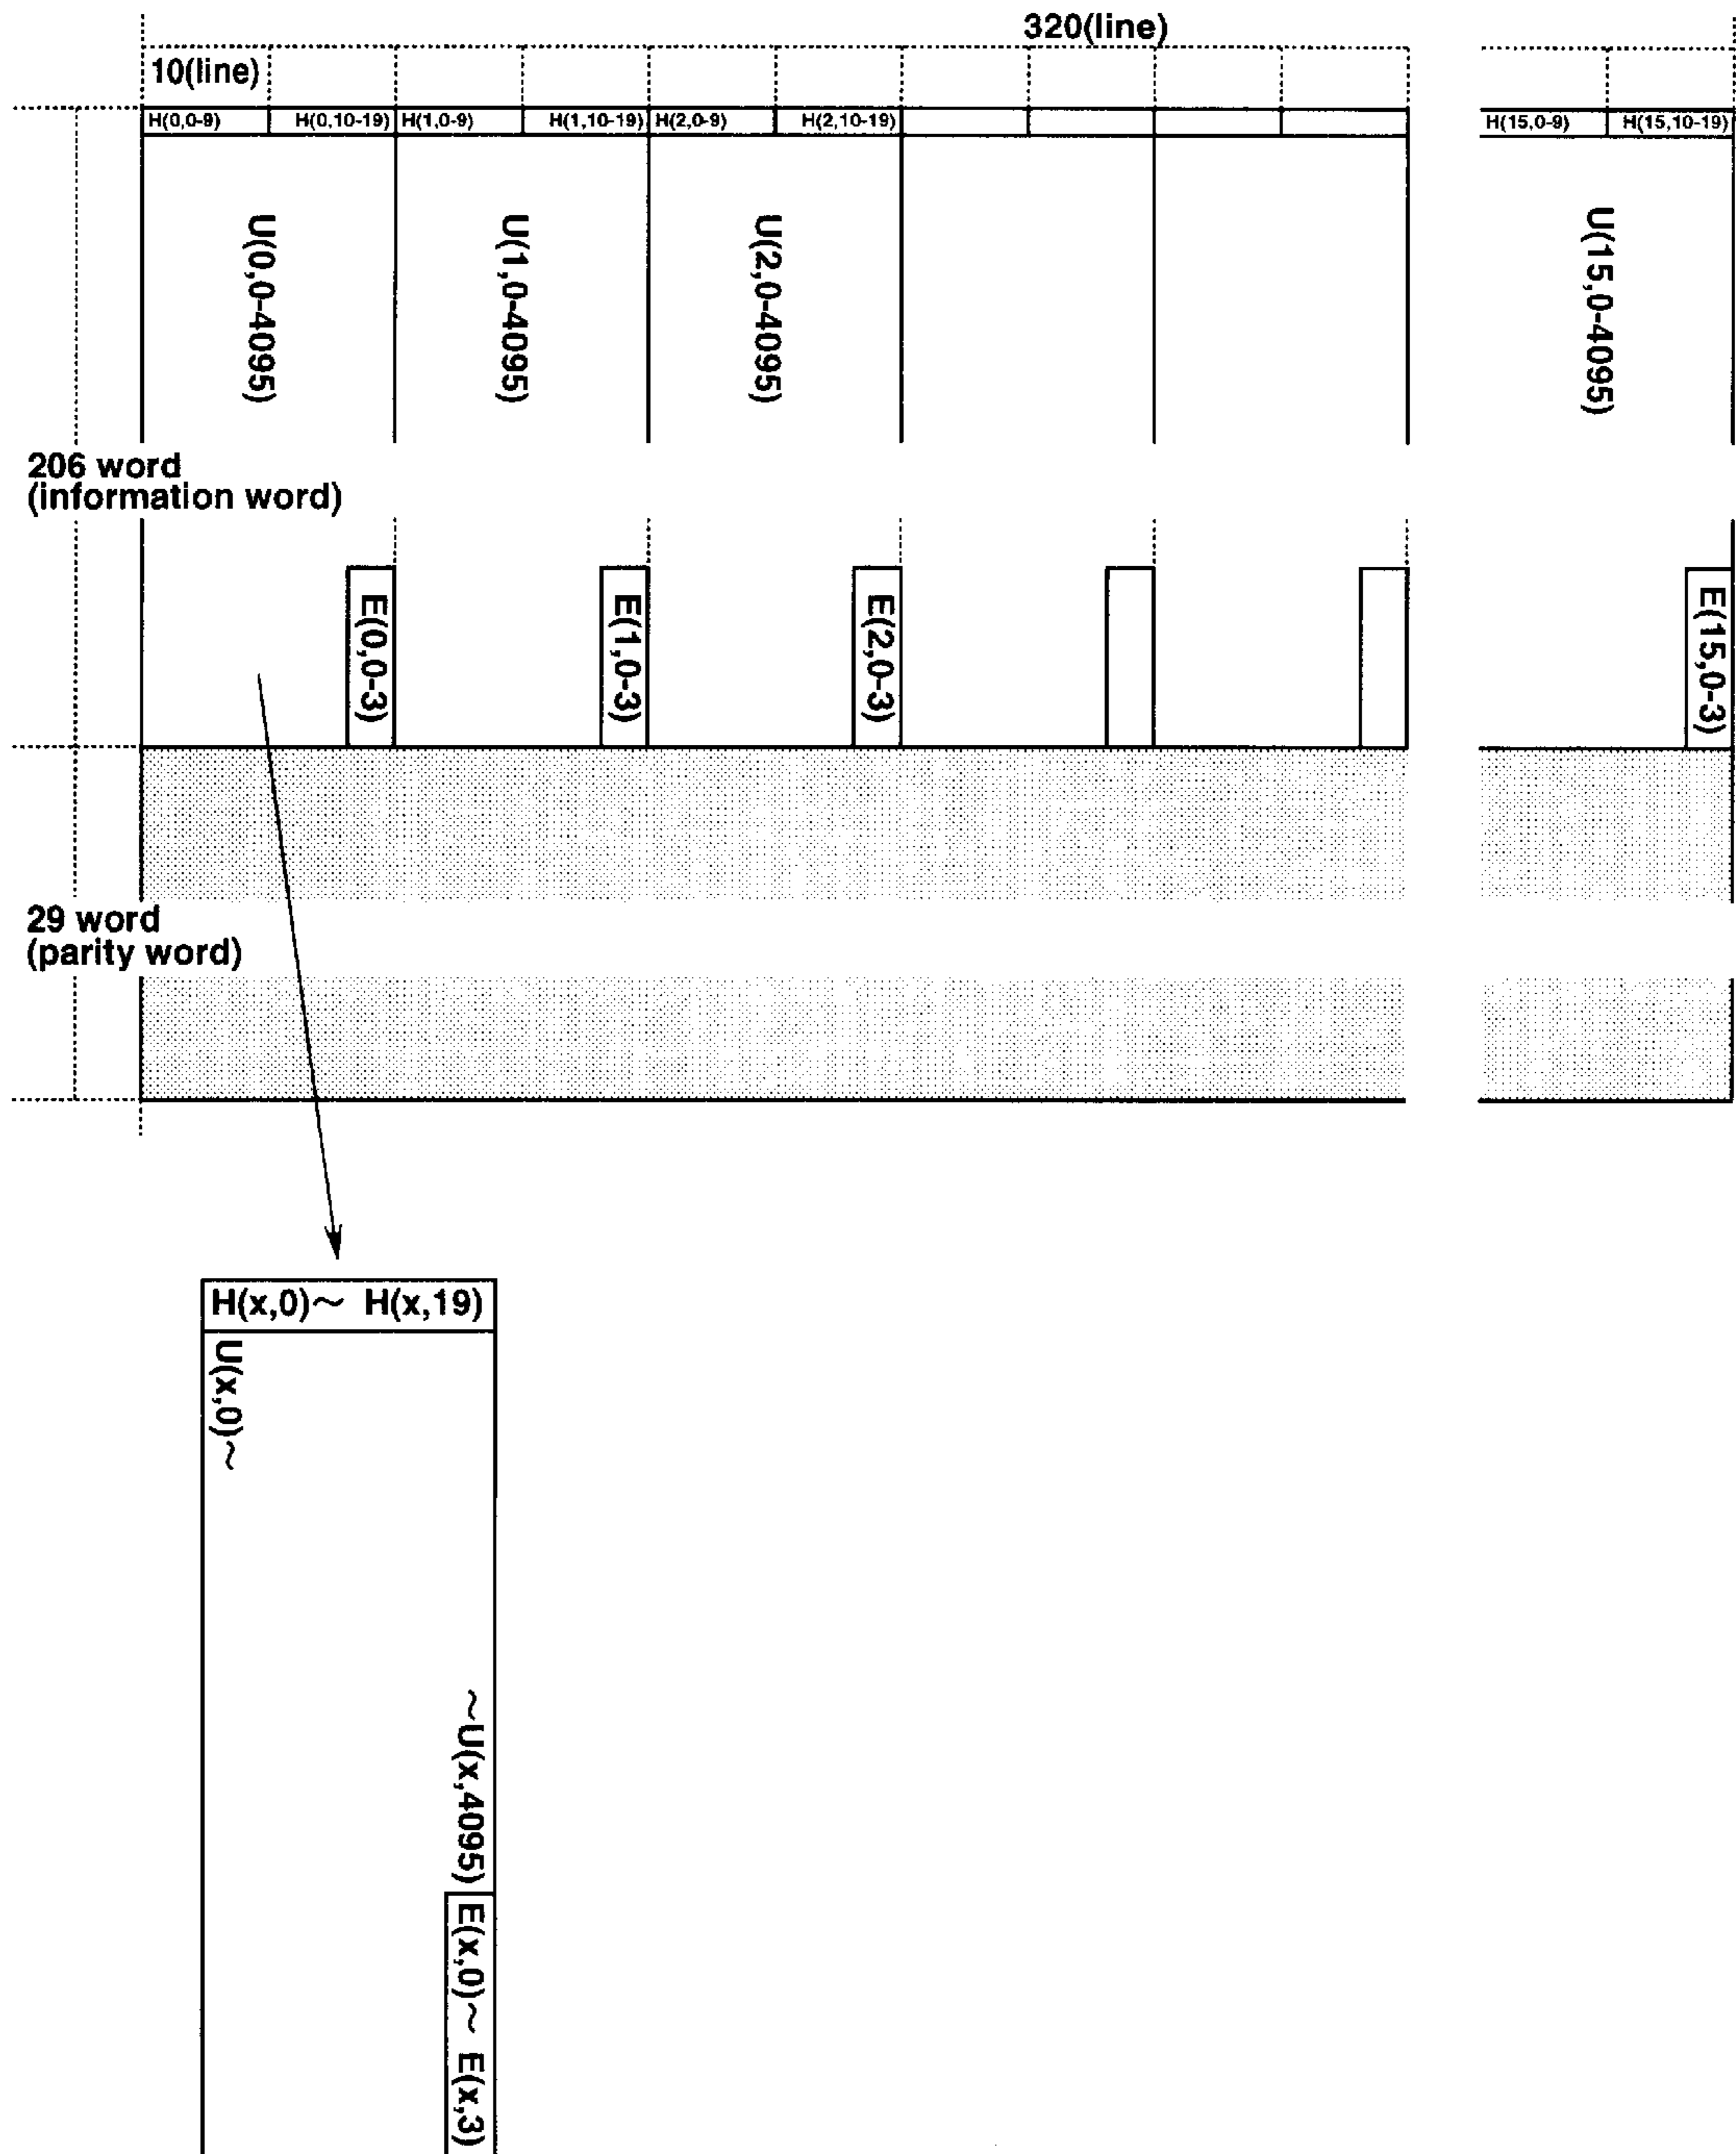 320(line)
10(line)
H(0,0-9) H(0,10-19) H(1,0-9) H(1,10-19) H(2,0-9) H(2,10-19) H(15,0-9) H(15,10-19)
U(0,0-4095)
U(1,0-4095)
U(2,0-4095)
U(15,0-4095)
206 word
(information word)
E(0,0-3)
E(1,0-3)
E(2,0-3)
E(15,0-3)
29 word
(parity word)
H(x,0)～ H(x,19)
U(x,0)～
～U(x,4095)
E(x,0)～ E(x,3)